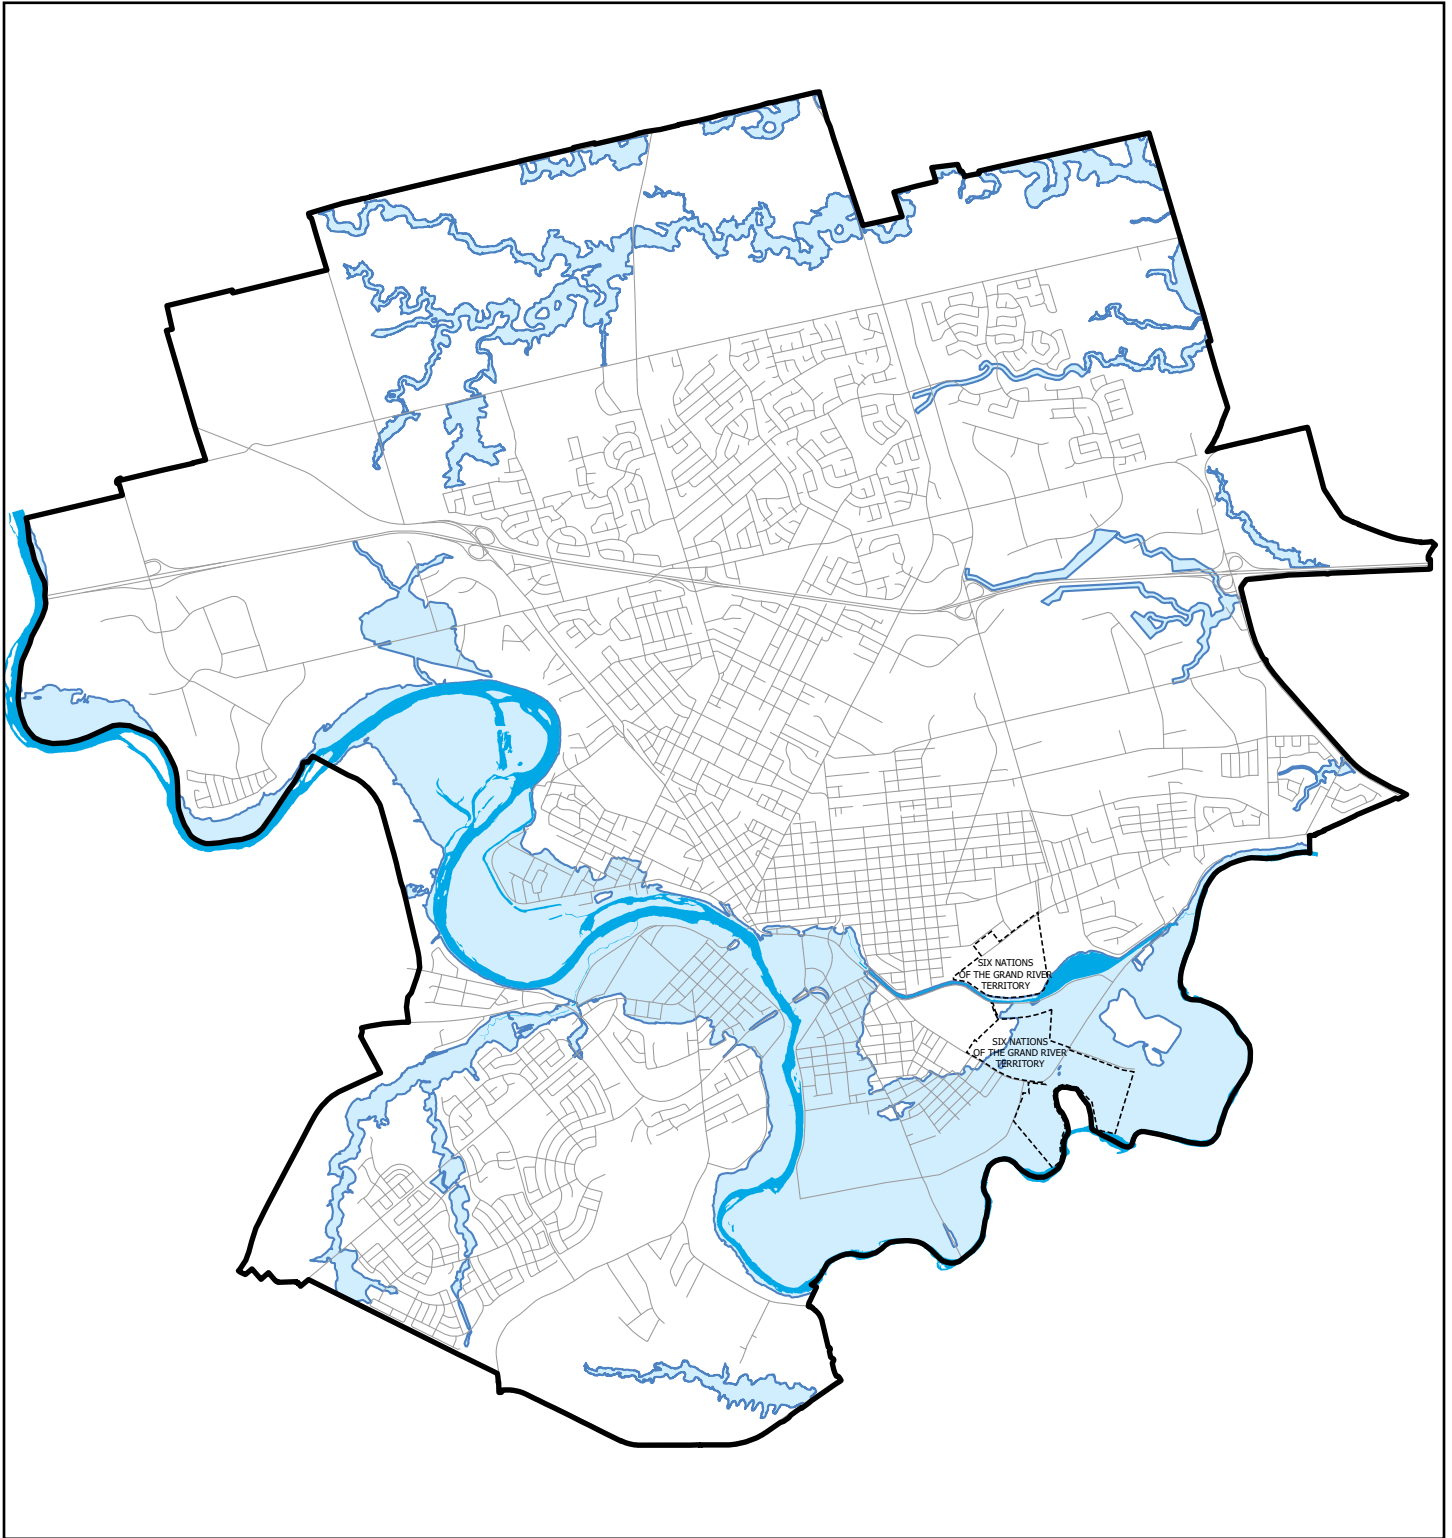 SIX NATIONS
OF THE GRAND RIVER
TERRITORY
SIX NATIONS
OF THE GRAND RIVER
TERRITORY